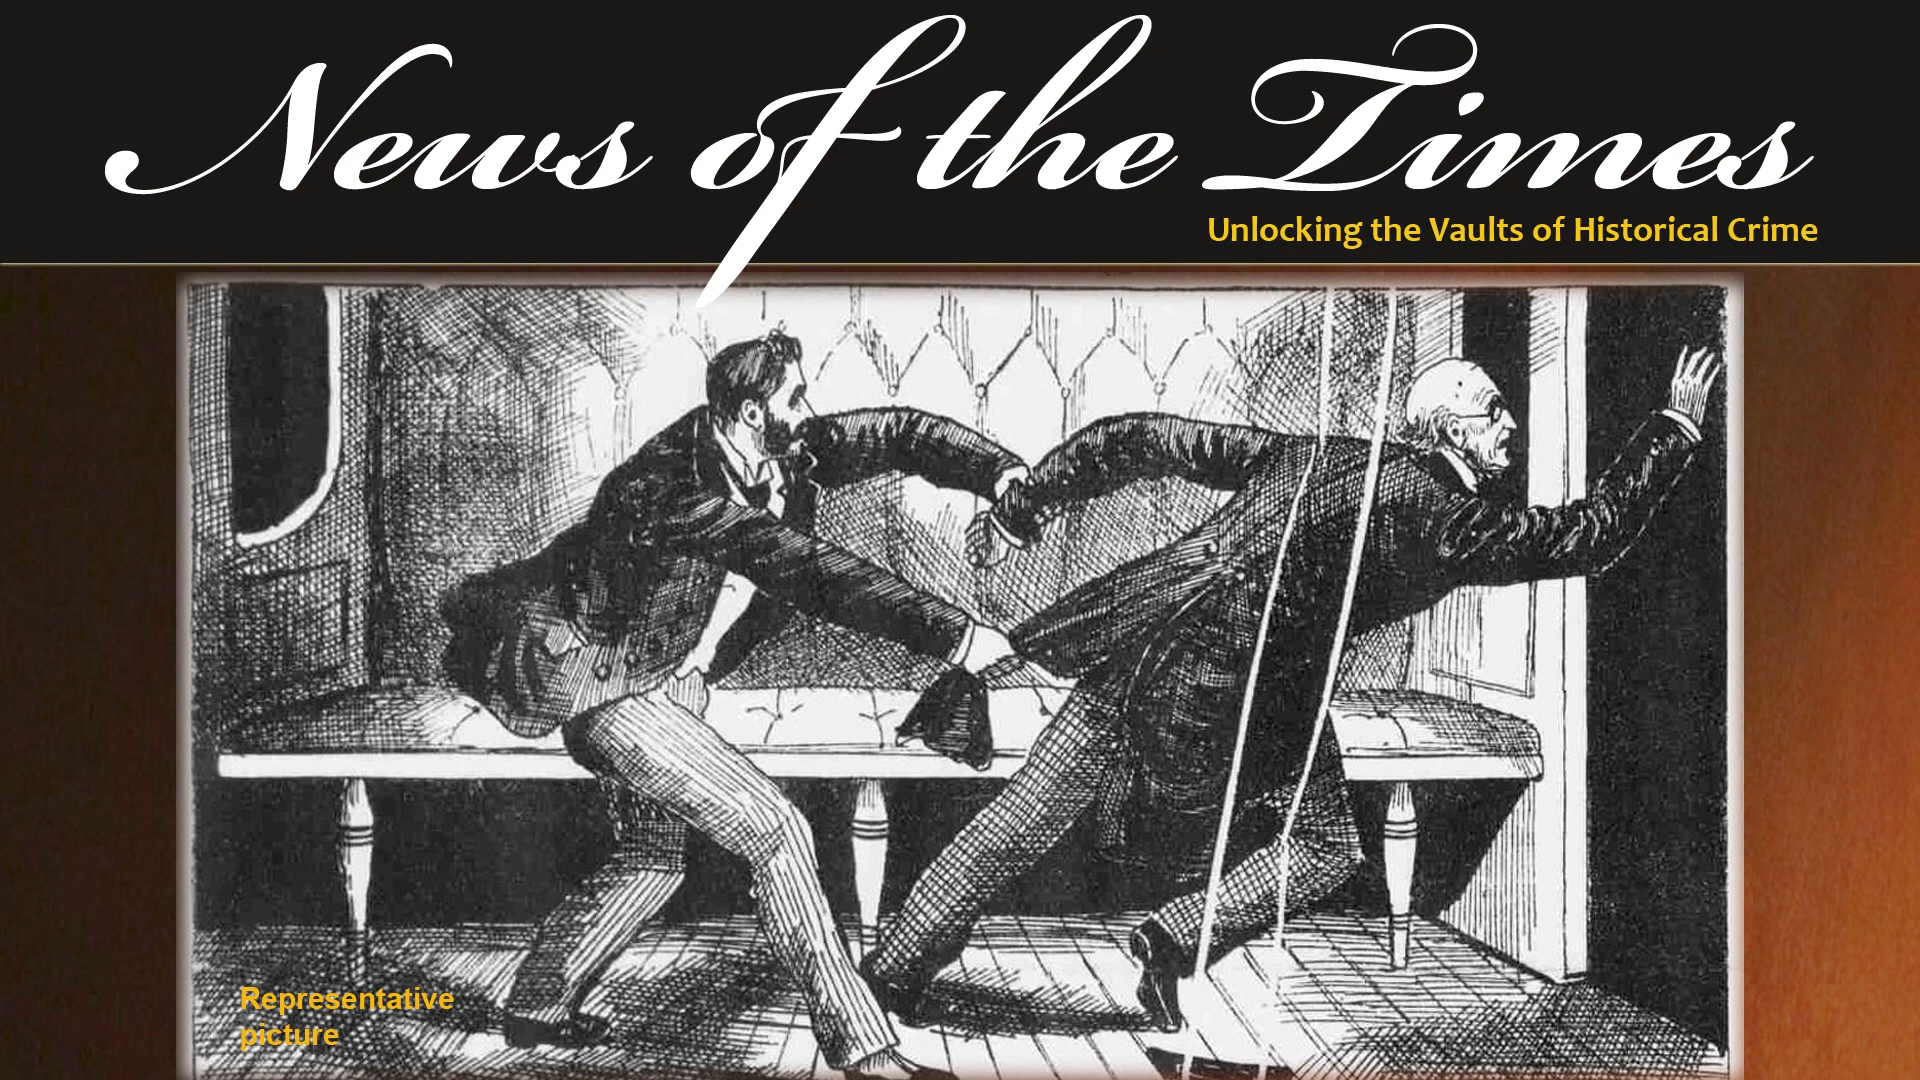 News of the Times
Unlocking the Vaults of Historical Crime
Representative
picture